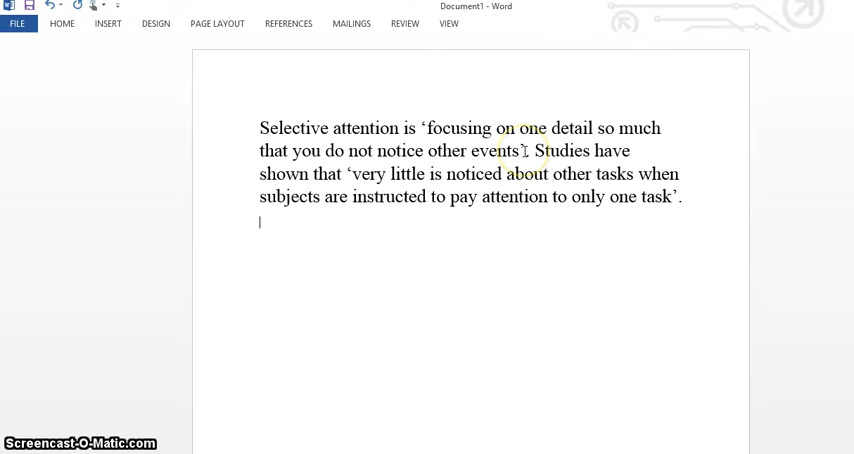 Document1 - Word
FILE HOME INSERT DESIGN PAGE LAYOUT REFERENCES MAILINGS REVIEW VIEW
Selective attention is ‘focusing on one detail so much
that you do not notice other events’. Studies have
shown that ‘very little is noticed about other tasks when
subjects are instructed to pay attention to only one task’.
Screencast-O-Matic.com